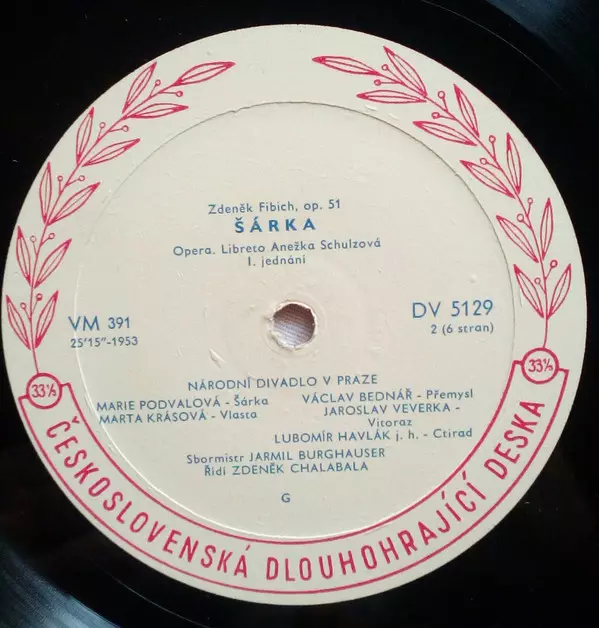 Zdeněk Fibich, op. 51
ŠÁRKA
Opera. Libreto Anežka Schulzová
I. jednání
VM 391
25'15"-1953
DV 5129
2 (6 stran)
NÁRODNÍ DIVADLO V PRAZE
MARIE PODVALOVÁ - Šárka
MARTA KRÁSOVÁ - Vlasta
VÁCLAV BEDNÁŘ - Přemysl
JAROSLAV VEVERKA -
Vitoraz
LUBOMÍR HAVLÁK j. h. - Ctirad
Sbormistr JARMIL BURGHAUSER
Řídí ZDENĚK CHALABALA
G
33⅓
33⅓
ČESKOSLOVENSKÁ DLOUHOHRAJÍCÍ DESKA